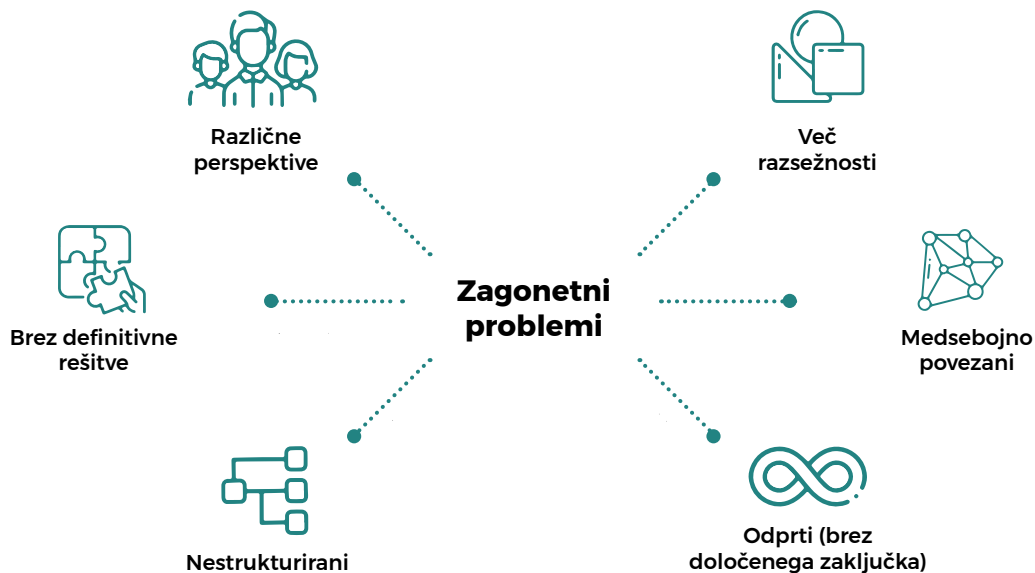 Različne
perspektive
Več
razsežnosti
Zagonetni
problemi
Brez definitivne
rešitve
Medsebojno
povezani
Nestrukturirani
Odprti (brez
določenega zaključka)